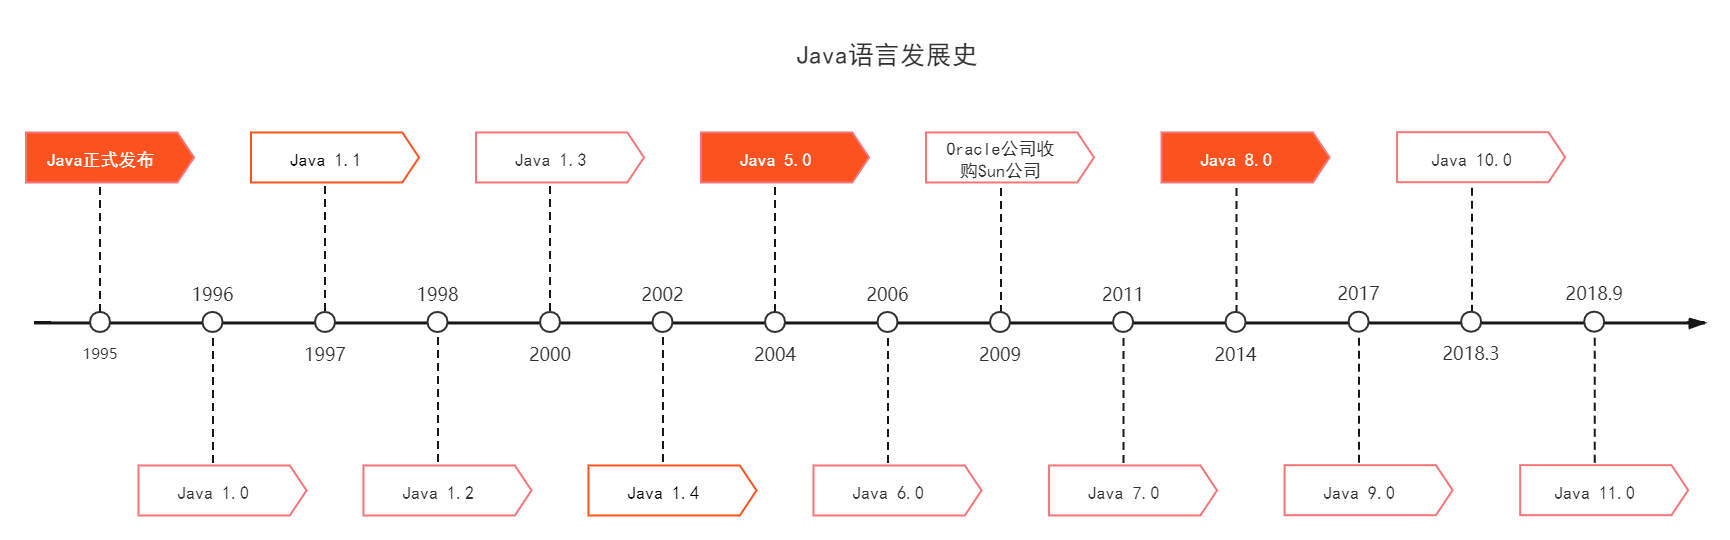 Java语言发展史
Java正式发布
Java 1.1
Java 1.3
Java 5.0
Oracle公司收
购Sun公司
Java 8.0
Java 10.0
1996
1998
2002
2006
2011
2017
2018.9
1995
1997
2000
2004
2009
2014
2018.3
Java 1.0
Java 1.2
Java 1.4
Java 6.0
Java 7.0
Java 9.0
Java 11.0